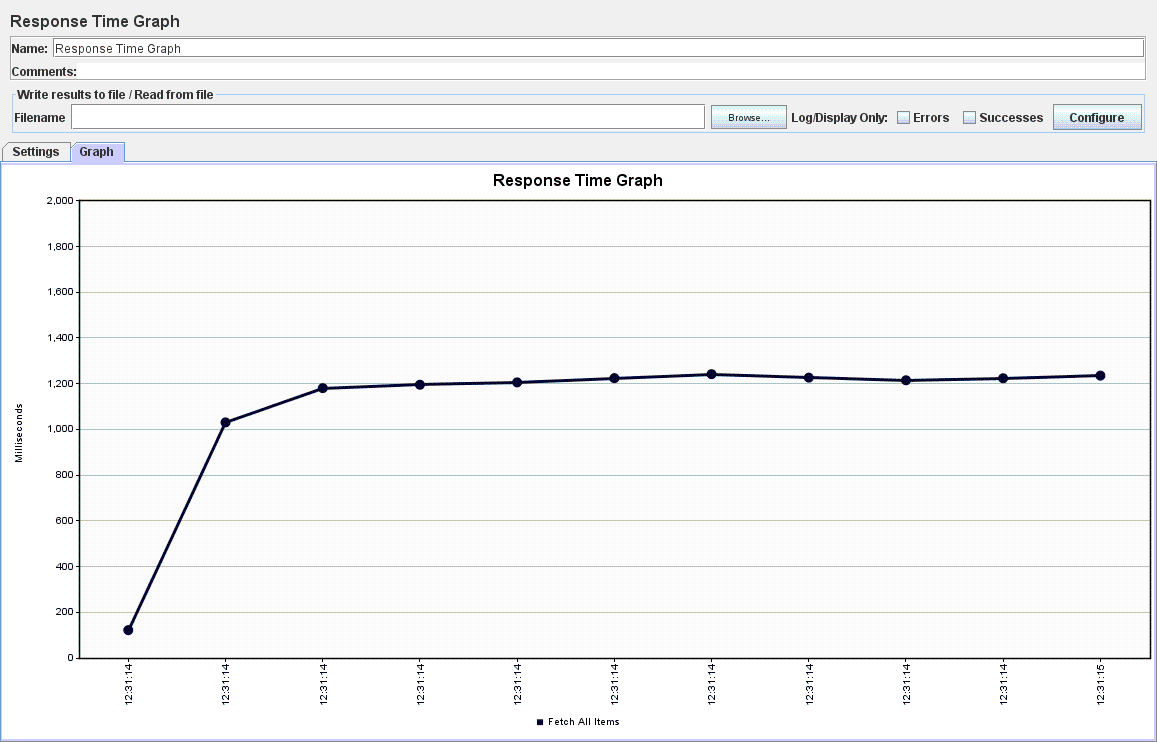 Response Time Graph
Name: Response Time Graph
Comments:
Write results to file / Read from file
Filename Browse... Log/Display Only: Errors Successes Configure
Settings Graph
Response Time Graph
2,000
1,800
1,600
1,400
1,200
1,000
800
600
400
200
0
Milliseconds
12:31:14 12:31:14 12:31:14 12:31:14 12:31:14 12:31:14 12:31:14 12:31:14 12:31:14 12:31:14 12:31:15
Fetch All Items